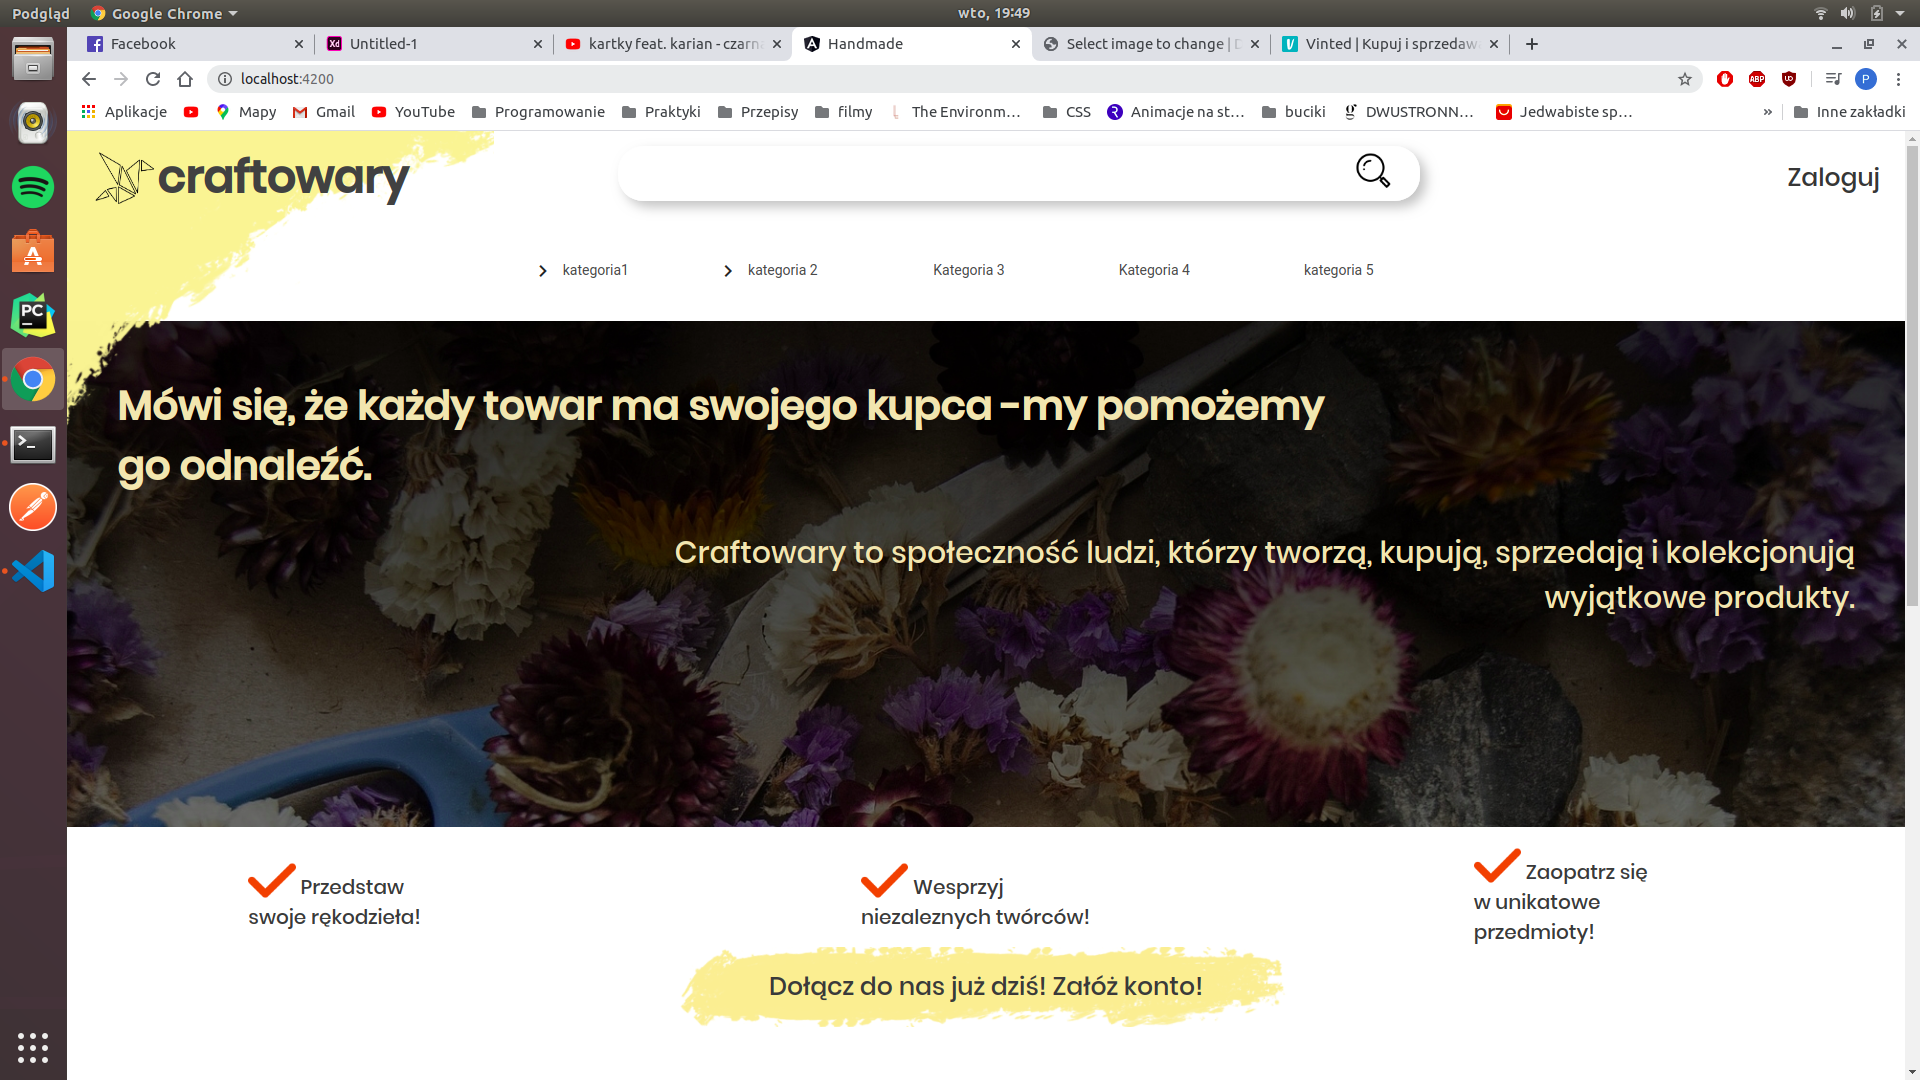 Podgląd Google Chrome wto, 19:49
Facebook Untitled-1 kartky feat. karian - czarna Handmade Select image to change | D Vinted | Kupuj i sprzedawa
localhost:4200 ABP P
Aplikacje Mapy Gmail YouTube Programowanie Praktyki Przepisy filmy The Environm... CSS Animacje na st... buciki DWUSTRONN... Jedwabiste sp... » Inne zakładki
craftowary
Zaloguj
kategoria1 kategoria 2 Kategoria 3 Kategoria 4 kategoria 5
Mówi się, że każdy towar ma swojego kupca -my pomożemy
go odnaleźć.
Craftowary to społeczność ludzi, którzy tworzą, kupują, sprzedają i kolekcjonują
wyjątkowe produkty.
Przedstaw
swoje rękodzieła!
Wesprzyj
niezaleznych twórców!
Zaopatrz się
w unikatowe
przedmioty!
Dołącz do nas już dziś! Załóż konto!
PC